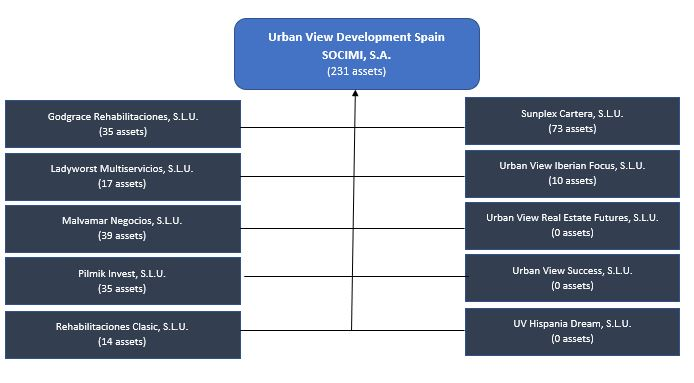 Urban View Development Spain
SOCIMI, S.A.
(231 assets)
Godgrace Rehabilitaciones, S.L.U.
(35 assets)
Ladyworst Multiservicios, S.L.U.
(17 assets)
Malvamar Negocios, S.L.U.
(39 assets)
Pilmik Invest, S.L.U.
(35 assets)
Rehabilitaciones Clasic, S.L.U.
(14 assets)
Sunplex Cartera, S.L.U.
(73 assets)
Urban View Iberian Focus, S.L.U.
(10 assets)
Urban View Real Estate Futures, S.L.U.
(0 assets)
Urban View Success, S.L.U.
(0 assets)
UV Hispania Dream, S.L.U.
(0 assets)